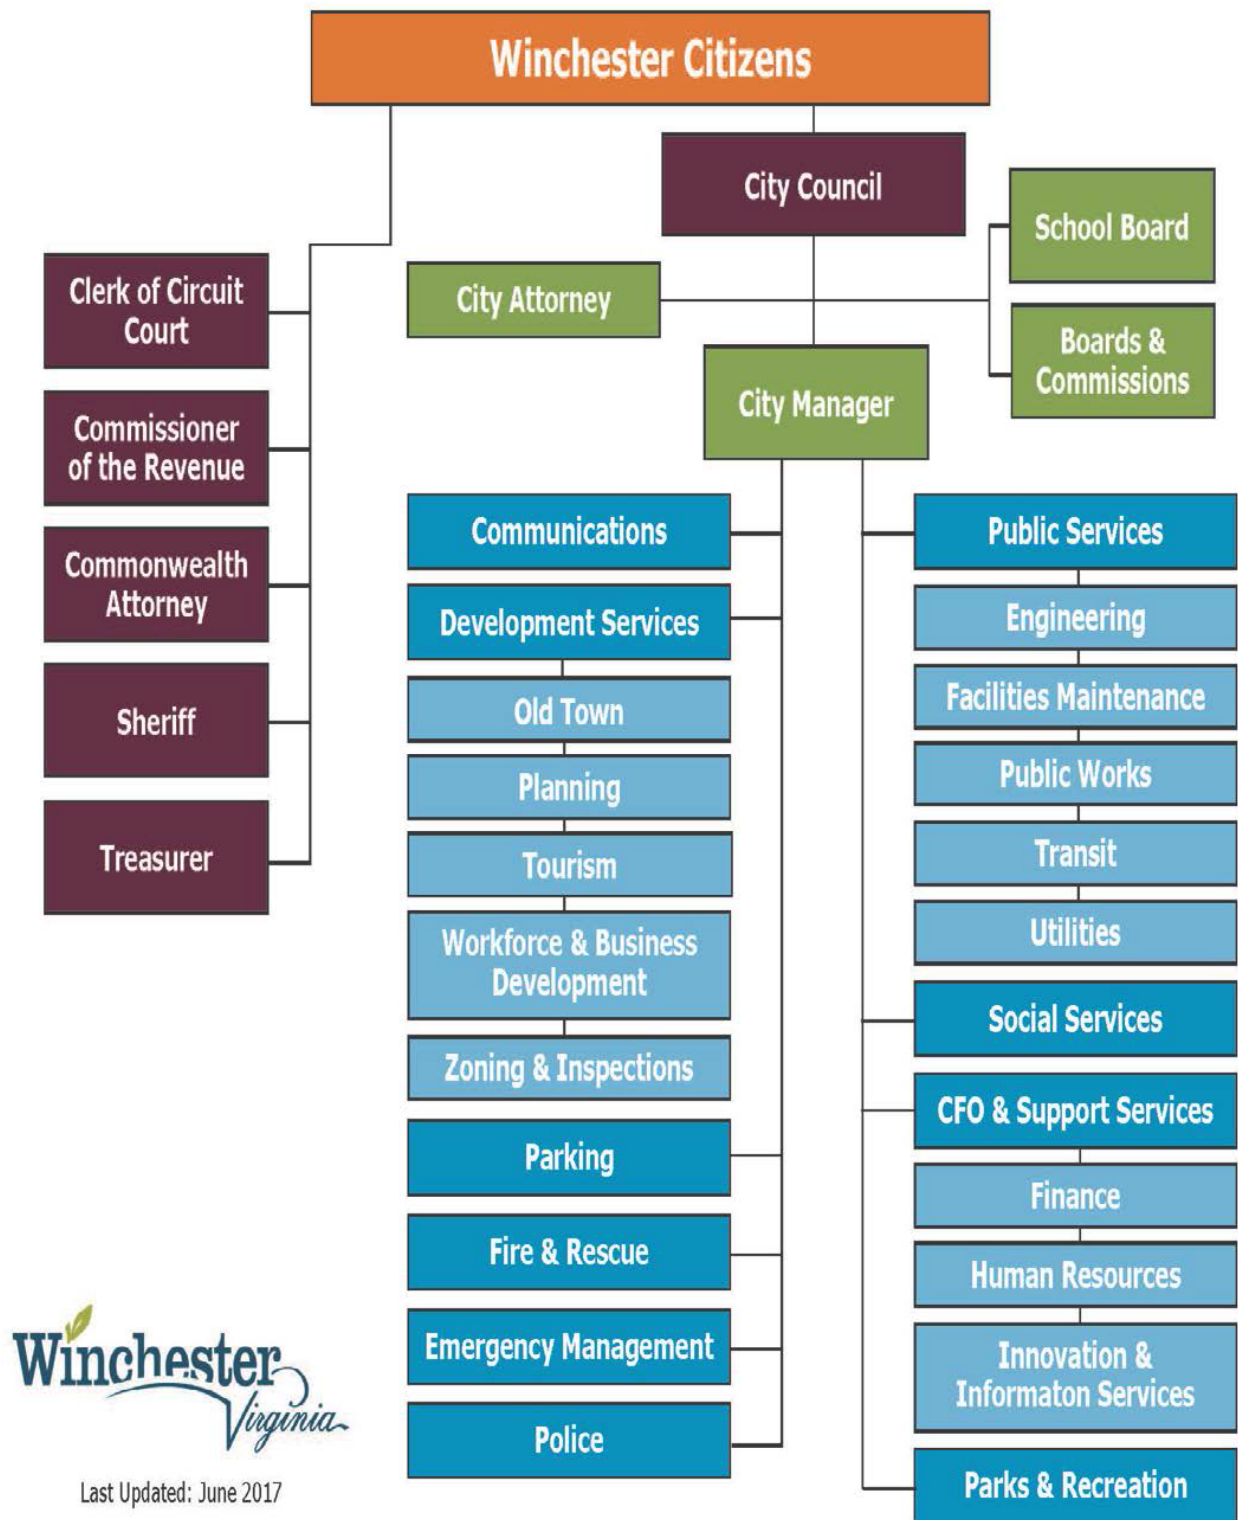 Winchester Citizens
City Council
School Board
City Attorney
Boards &
Commissions
City Manager
Clerk of Circuit
Court
Commissioner
of the Revenue
Commonwealth
Attorney
Sheriff
Treasurer
Communications
Development Services
Old Town
Planning
Tourism
Workforce & Business
Development
Zoning & Inspections
Parking
Fire & Rescue
Emergency Management
Police
Public Services
Engineering
Facilities Maintenance
Public Works
Transit
Utilities
Social Services
CFO & Support Services
Finance
Human Resources
Innovation &
Informaton Services
Parks & Recreation
Winchester
Virginia
Last Updated: June 2017